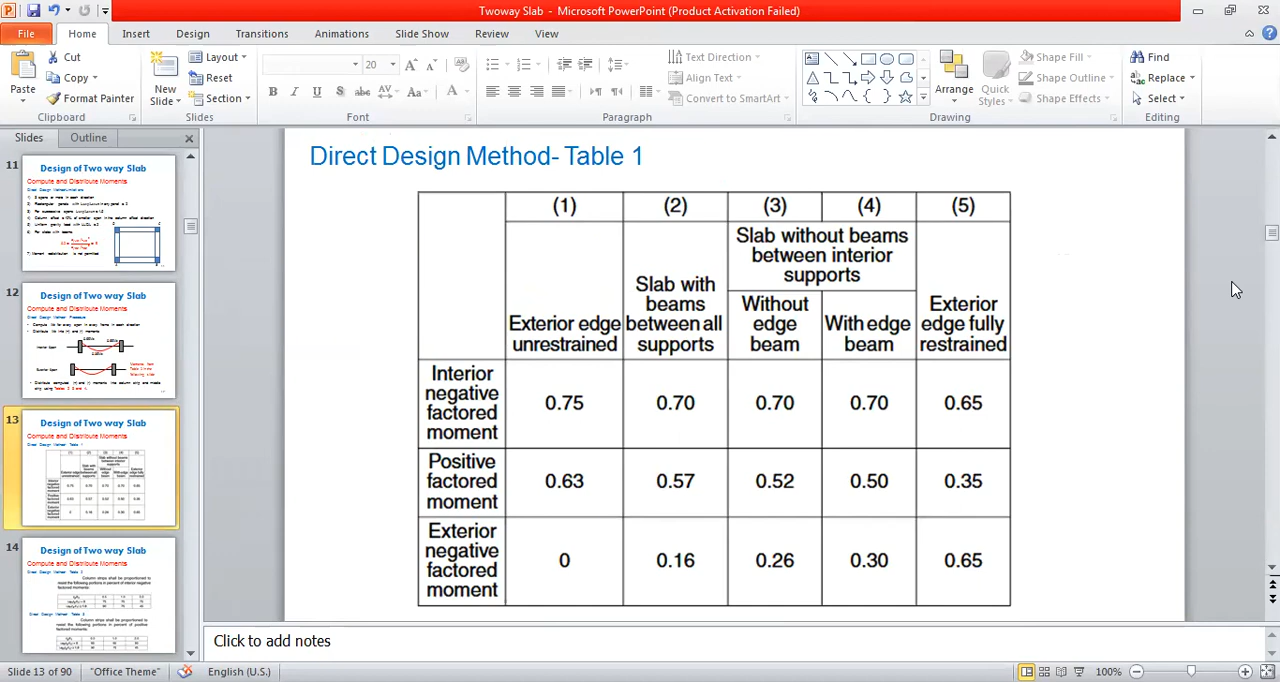 Twoway Slab - Microsoft PowerPoint (Product Activation Failed)
File Home Insert Design Transitions Animations Slide Show Review View
Cut
Copy
Format Painter
Paste
Clipboard
New
Slide
Layout
Reset
Section
Slides
20
Font
Text Direction
Align Text
Convert to SmartArt
Paragraph
Arrange
Quick
Styles
Shape Fill
Shape Outline
Shape Effects
Drawing
Find
Replace
Select
Editing
Slides Outline
11
Design of Two way Slab
Compute and Distribute Moments
12
Design of Two way Slab
Compute and Distribute Moments
13
Design of Two way Slab
Compute and Distribute Moments
14
Design of Two way Slab
Compute and Distribute Moments
Direct Design Method- Table 1
(1) (2) (3) (4) (5)
Exterior edge
unrestrained
Slab with
beams
between all
supports
Slab without beams
between interior
supports
Without
edge
beam
With edge
beam
Exterior
edge fully
restrained
Interior
negative
factored
moment
0.75 0.70 0.70 0.70 0.65
Positive
factored
moment
0.63 0.57 0.52 0.50 0.35
Exterior
negative
factored
moment
0 0.16 0.26 0.30 0.65
Click to add notes
Slide 13 of 90 "Office Theme" English (U.S.) 100%